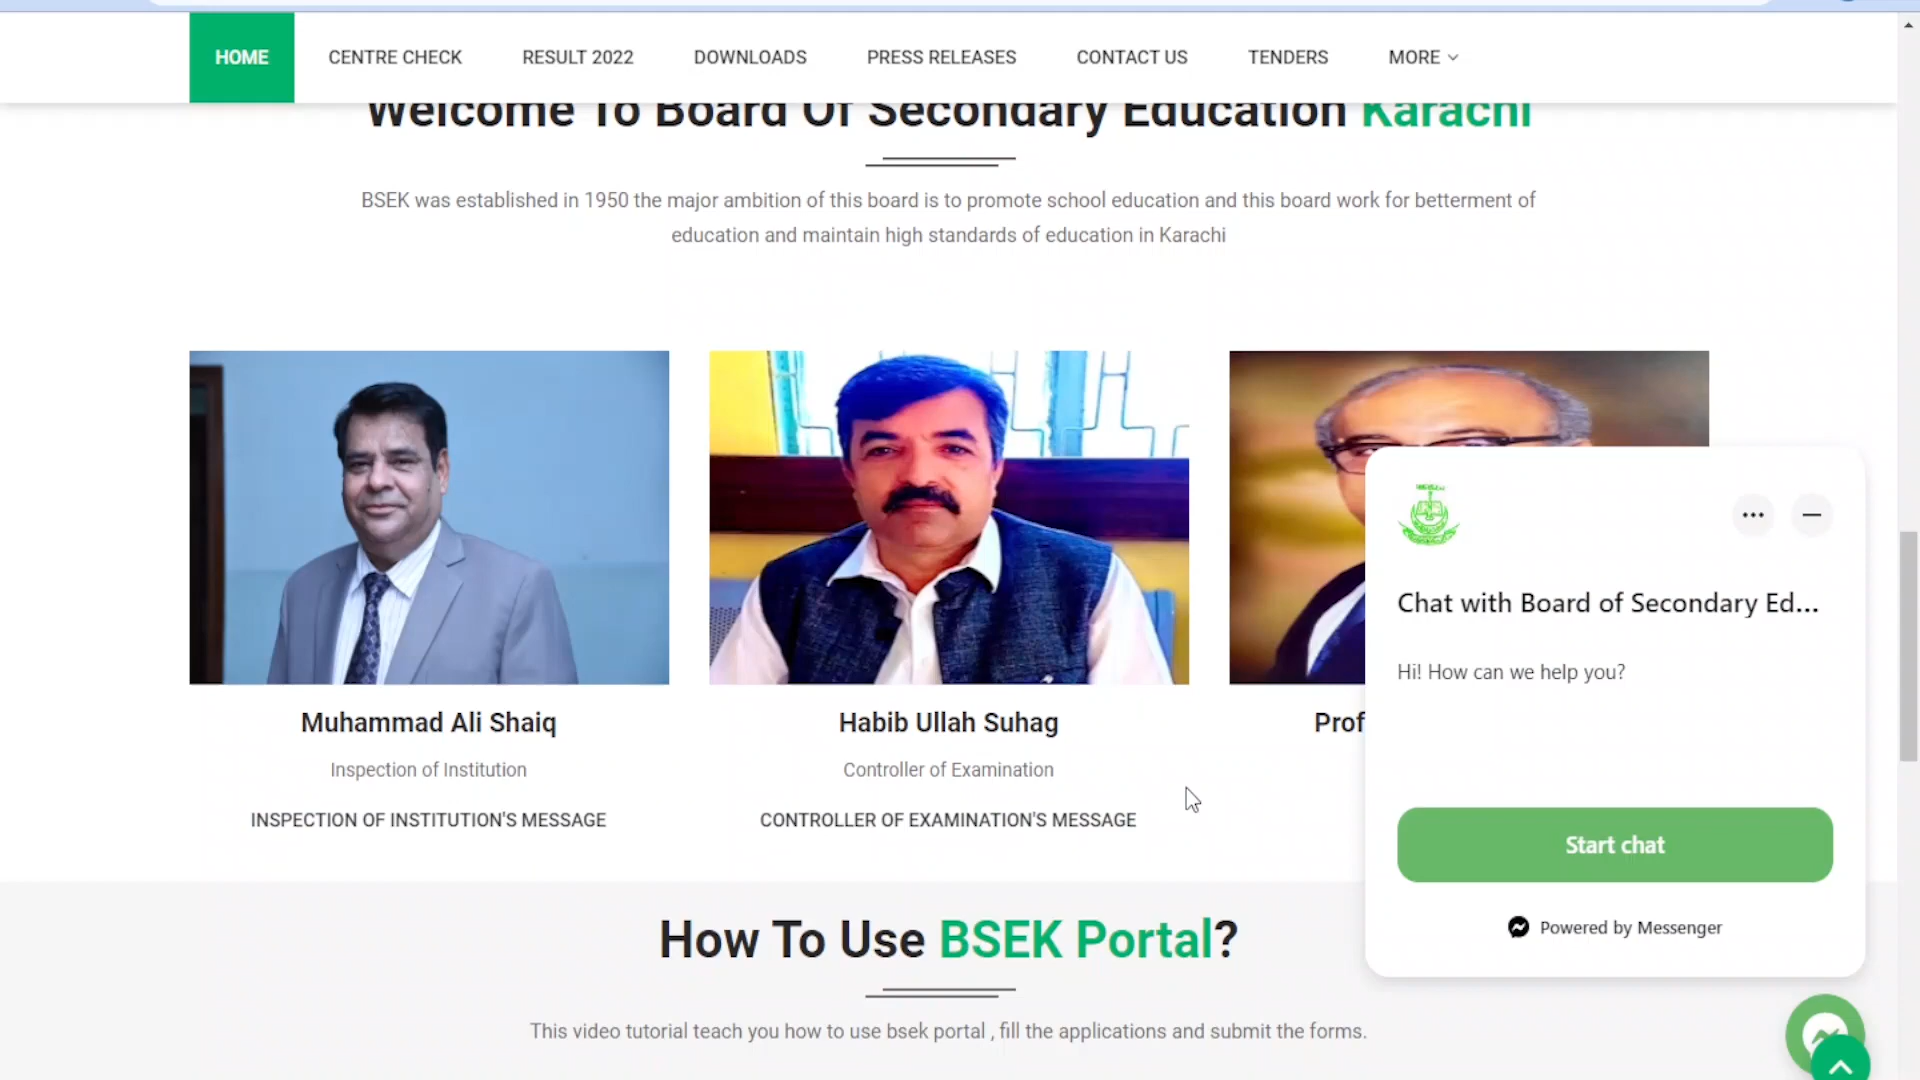 HOME CENTRE CHECK RESULT 2022 DOWNLOADS PRESS RELEASES CONTACT US TENDERS MORE
Welcome To Board Of Secondary Education Karachi
BSEK was established in 1950 the major ambition of this board is to promote school education and this board work for betterment of
education and maintain high standards of education in Karachi
Muhammad Ali Shaiq
Inspection of Institution
INSPECTION OF INSTITUTION'S MESSAGE
Habib Ullah Suhag
Controller of Examination
CONTROLLER OF EXAMINATION'S MESSAGE
Prof
Chat with Board of Secondary Ed...
Hi! How can we help you?
Start chat
Powered by Messenger
How To Use BSEK Portal?
This video tutorial teach you how to use bsek portal , fill the applications and submit the forms.